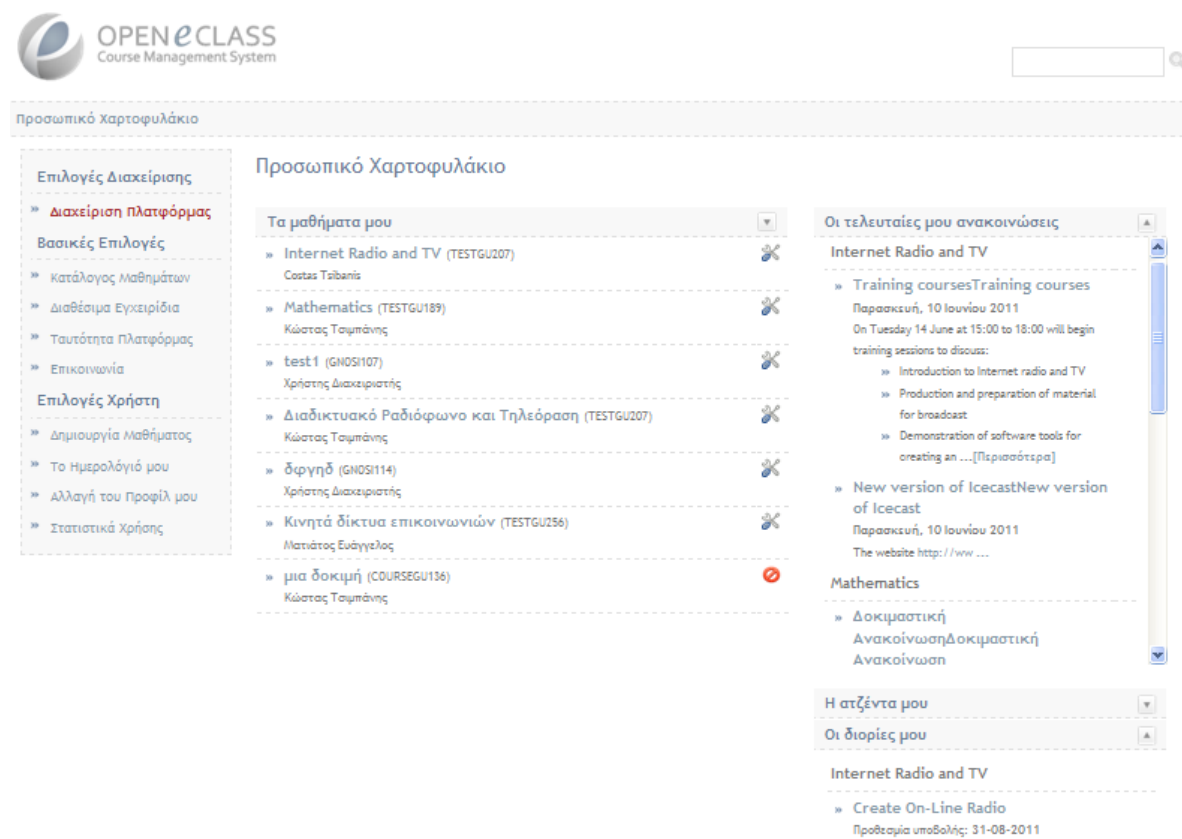 OPEN eCLASS
Course Management System
Προσωπικό Χαρτοφυλάκιο
Επιλογές Διαχείρισης
» Διαχείριση Πλατφόρμας
Βασικές Επιλογές
» Κατάλογος Μαθημάτων
» Διαθέσιμα Εγχειρίδια
» Ταυτότητα Πλατφόρμας
» Επικοινωνία
Επιλογές Χρήστη
» Δημιουργία Μαθήματος
» Το Ημερολόγιό μου
» Αλλαγή του Προφίλ μου
» Στατιστικά Χρήσης
Προσωπικό Χαρτοφυλάκιο
Τα μαθήματα μου
» Internet Radio and TV (TESTGU207)
Costas Tsibanis
» Mathematics (TESTGU189)
Κώστας Τσιμπάνης
» test1 (GNOSI107)
Χρήστης Διαχειριστής
» Διαδικτυακό Ραδιόφωνο και Τηλεόραση (TESTGU207)
Κώστας Τσιμπάνης
» δφγηδ (GNOSI114)
Χρήστης Διαχειριστής
» Κινητά δίκτυα επικοινωνιών (TESTGU256)
Ματιάτος Ευάγγελος
» μια δοκιμή (COURSEGU136)
Κώστας Τσιμπάνης
Οι τελευταίες μου ανακοινώσεις
Internet Radio and TV
» Training coursesTraining courses
Παρασκευή, 10 Ιουνίου 2011
On Tuesday 14 June at 15:00 to 18:00 will begin
training sessions to discuss:
» Introduction to Internet radio and TV
» Production and preparation of material
for broadcast
» Demonstration of software tools for
creating an ...[Περισσότερα]
» New version of IcecastNew version
of Icecast
Παρασκευή, 10 Ιουνίου 2011
The website http://ww ...
Mathematics
» Δοκιμαστική
ΑνακοίνωσηΔοκιμαστική
Ανακοίνωση
Η ατζέντα μου
Οι διορίες μου
Internet Radio and TV
» Create On-Line Radio
Προθεσμία υποβολής: 31-08-2011